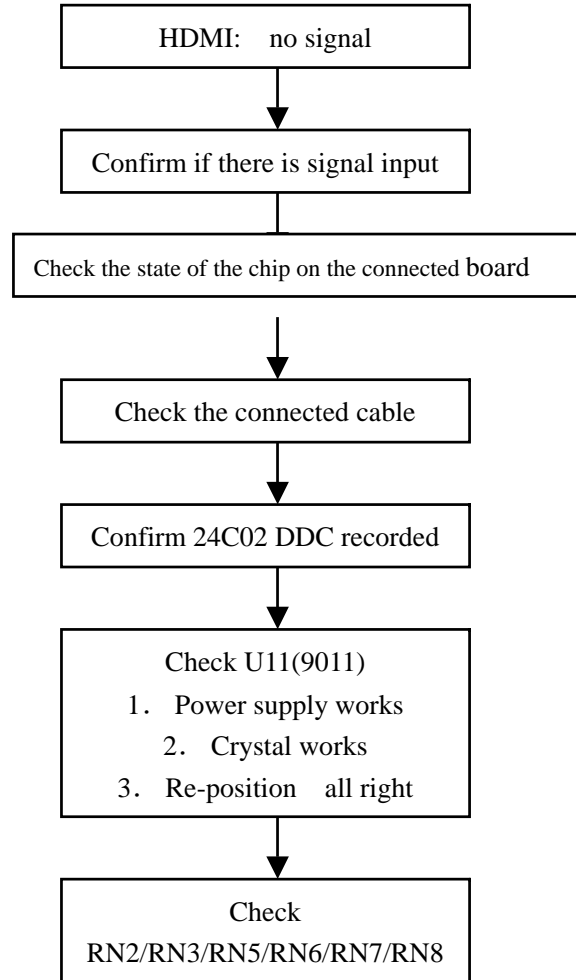 HDMI: no signal
Confirm if there is signal input
Check the state of the chip on the connected board
Check the connected cable
Confirm 24C02 DDC recorded
Check U11(9011)
1． Power supply works
2． Crystal works
3． Re-position all right
Check
RN2/RN3/RN5/RN6/RN7/RN8